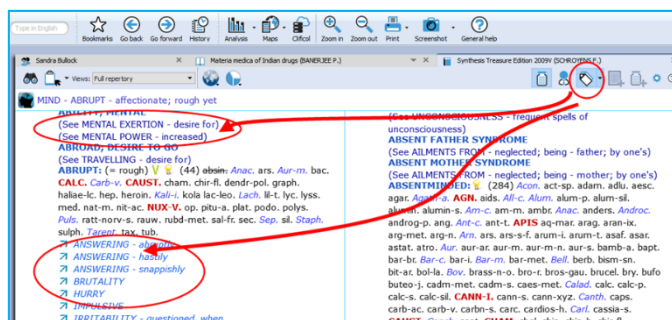 Type in English
Bookmarks Go back Go forward History Analysis Maps Clificol Zoom in Zoom out Print Screenshot General help
Sandra Bullock
Materia medica of Indian drugs (BANERJEE P.)
Synthesis Treasure Edition 2009V (SCHROYENS F.)
Views: Full repertory
MIND - ABRUPT - affectionate; rough yet
ABILITY, MENTAL
(See MENTAL EXERTION - desire for)
(See MENTAL POWER - increased)
ABROAD, DESIRE TO GO
(See TRAVELLING - desire for)
ABRUPT: (= rough) (44) absin. Anac. ars. Aur-m. bac.
CALC. Carb-v. CAUST. cham. chir-fl. dendr-pol. graph.
haliae-lc. hep. heroin. Kali-i. kola lac-leo. Lach. lil-t. lyc. lyss.
med. nat-m. nit-ac. NUX-V. op. pitu-a. plat. podo. polys.
Puls. ratt-norv-s. rauw. rubd-met. sal-fr. sec. Sep. sil. Staph.
sulph. Tarent. tax. tub.
ANSWERING - abruptly
ANSWERING - hastily
ANSWERING - snappishly
BRUTALITY
HURRY
IMPULSIVE
IRRITABILITY - questioned, when
(See UNCONSCIOUSNESS - frequent spells of
unconsciousness)
ABSENT FATHER SYNDROME
(See AILMENTS FROM - neglected; being - father; by one's)
ABSENT MOTHER SYNDROME
(See AILMENTS FROM - neglected; being - mother; by one's)
ABSENTMINDED: (284) Acon. act-sp. adam. adlu. aesc.
agar. Agath-a. AGN. aids. All-c. Alum. alum-p. alum-sil.
alumin. alumin-s. Am-c. am-m. ambr. Anac. anders. Androc.
androg-p. ang. Ant-c. ant-t. APIS aq-mar. arag. aran-ix.
arg-met. arg-n. Arn. ars. ars-s-f. arum-i. arum-t. asaf. asar.
astat. atro. Aur. aur-ar. aur-m. aur-m-n. aur-s. bamb-a. bapt.
bar-br. Bar-c. bar-i. Bar-m. bar-met. Bell. berb. bism-sn.
bit-ar. bol-la. Bov. brass-n-o. bro-r. bros-gau. brucel. bry. bufo
buteo-j. cadm-met. cadm-s. caes-met. Calad. calc. calc-p.
calc-s. calc-sil. CANN-I. cann-s. cann-xyz. Canth. caps.
carb-ac. carb-v. carbn-s. carc. cardios-h. Carl. cassia-s.